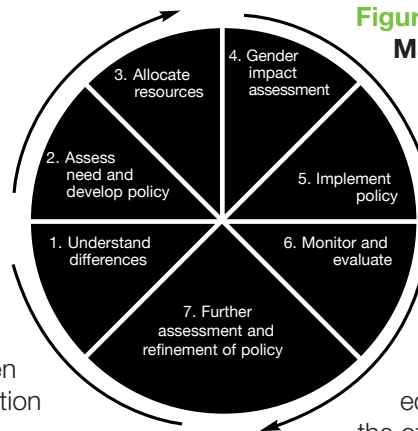 Figur
M
1. Understand
differences
2. Assess
need and
develop policy
3. Allocate
resources
4. Gender
impact
assessment
5. Implement
policy
6. Monitor and
evaluate
7. Further
assessment and
refinement of policy
en
tion